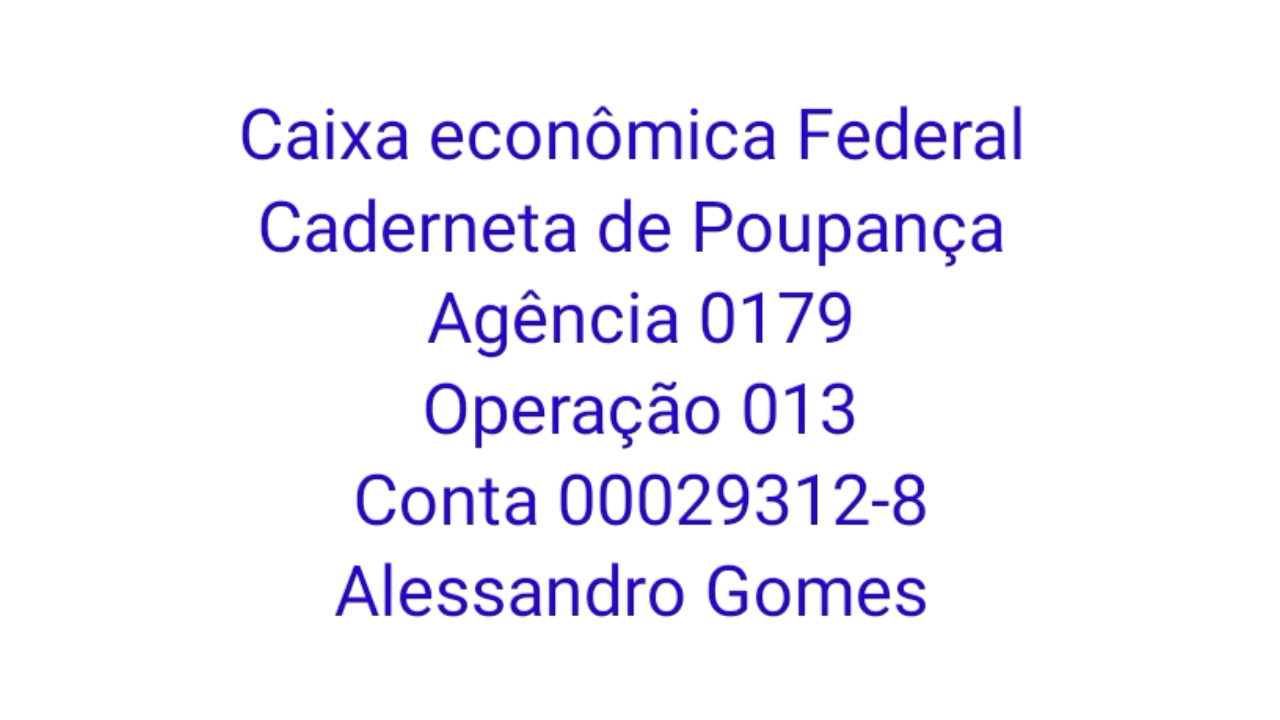 Caixa econômica Federal
Caderneta de Poupança
Agência 0179
Operação 013
Conta 00029312-8
Alessandro Gomes